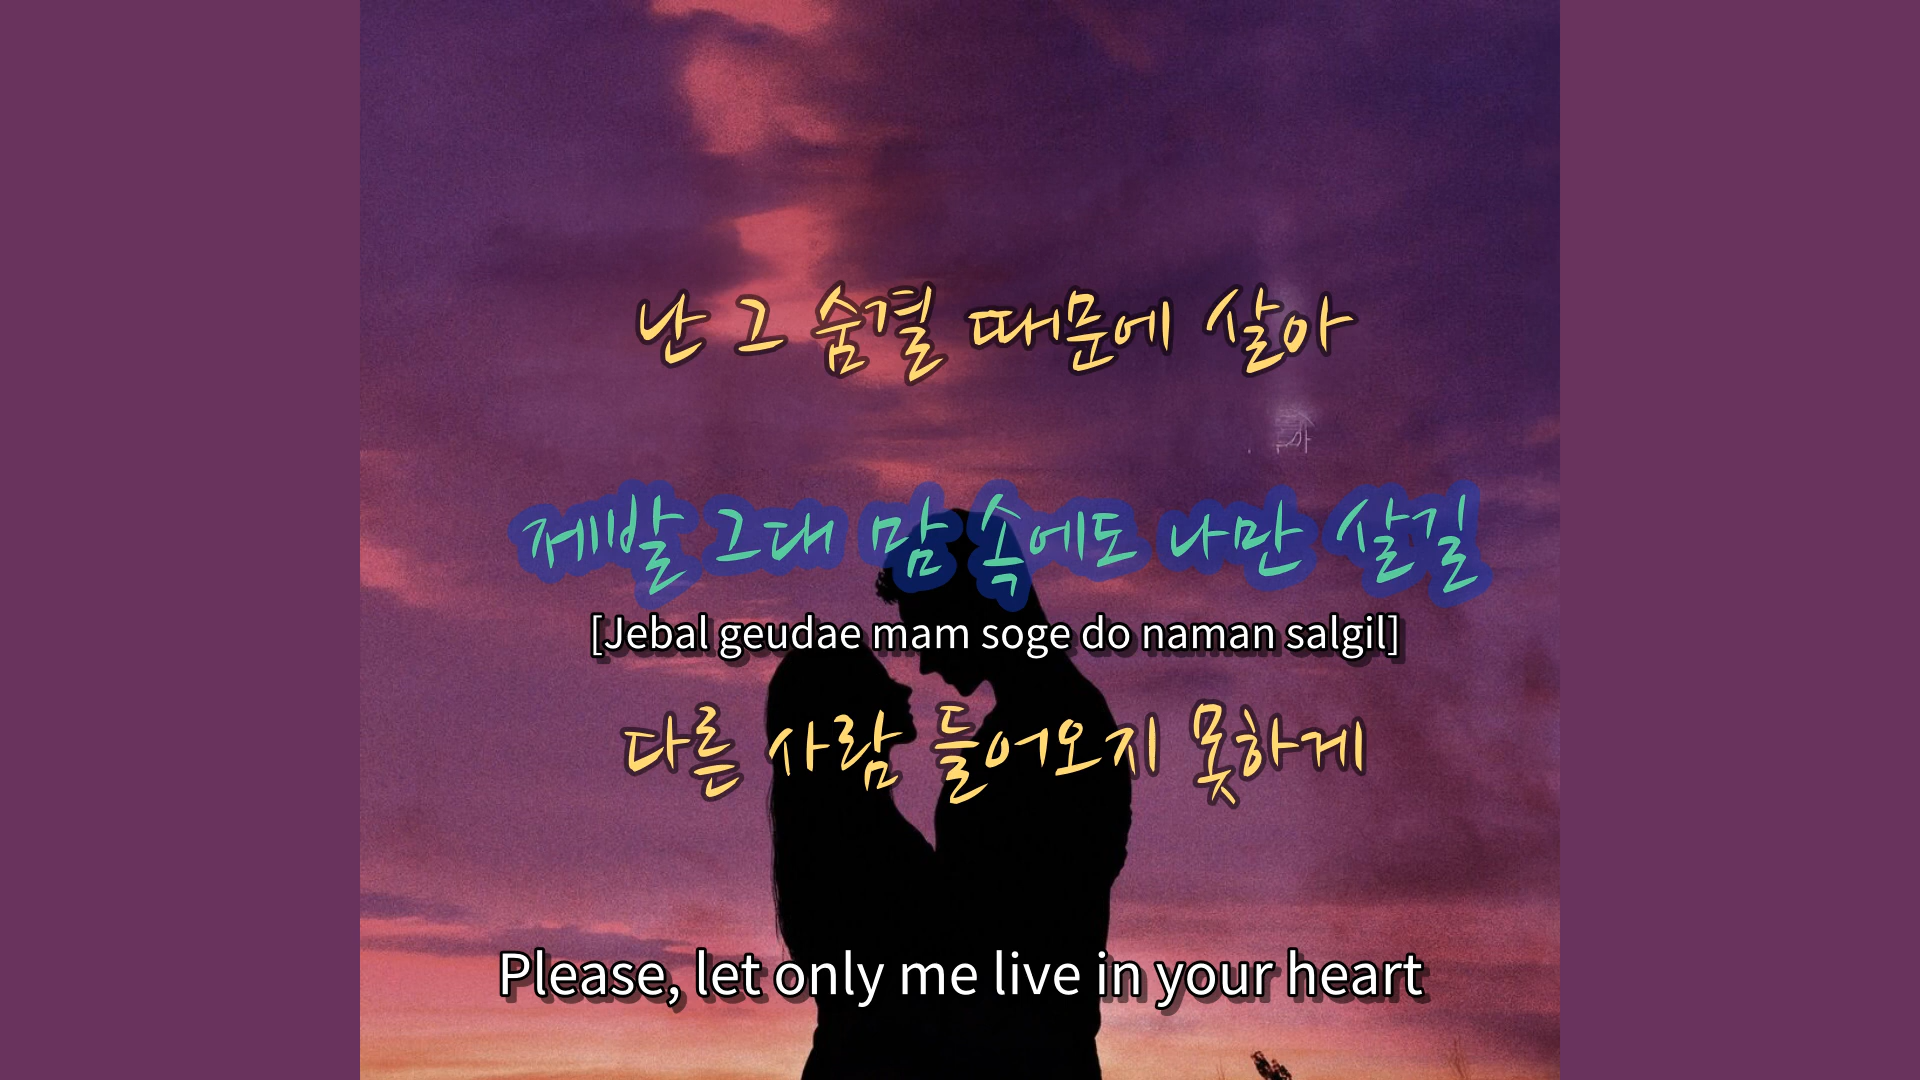 난 그 숨결 때문에 살아
제발 그대 맘 속에도 나만 살길
[Jebal geudae mam soge do naman salgil]
다른 사람 들어오지 못하게
Please, let only me live in your heart